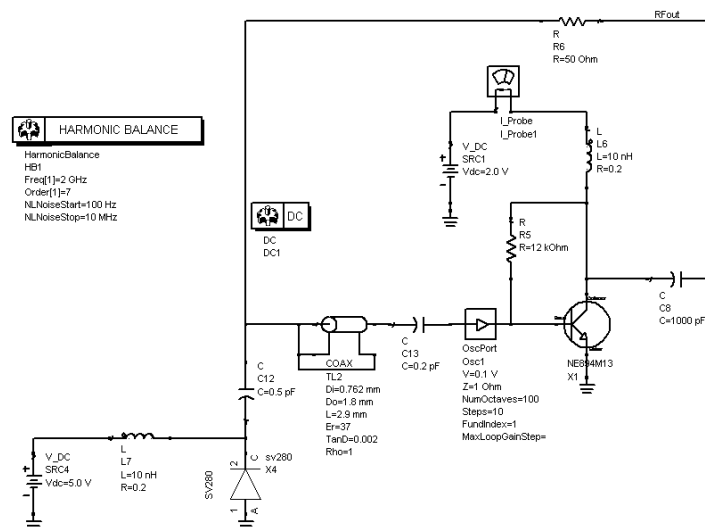 RFout
R
R6
R=50 Ohm
HARMONIC BALANCE
HarmonicBalance
HB1
Freq[1]=2 GHz
Order[1]=7
NLNoiseStart=100 Hz
NLNoiseStop=10 MHz
I_Probe
I_Probe1
V_DC
SRC1
Vdc=2.0 V
L
L6
L=10 nH
R=0.2
DC
DC
DC1
R
R5
R=12 kOhm
C
C8
C=1000 pF
NE894M13
X1
OscPort
Osc1
V=0.1 V
Z=1 Ohm
NumOctaves=100
Steps=10
FundIndex=1
MaxLoopGainStep=
C
C13
C=0.2 pF
COAX
TL2
Di=0.762 mm
Do=1.8 mm
L=2.9 mm
Er=37
TanD=0.002
Rho=1
C
C12
C=0.5 pF
V_DC
SRC4
Vdc=5.0 V
L
L7
L=10 nH
R=0.2
2
C
sv280
X4
SV280
1
A